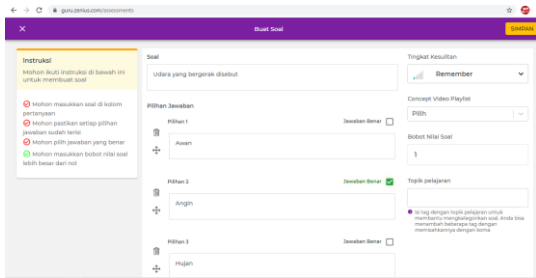 guru.zenius.com/assessments
Buat Soal
SIMPAN
Instruksi
Mohon ikuti instruksi di bawah ini
untuk membuat soal
Mohon masukkan soal di kolom
pertanyaan
Mohon pastikan setiap pilihan
jawaban sudah terisi
Mohon pilih jawaban yang benar
Mohon masukkan bobot nilai soal
lebih besar dari nol
Soal
Udara yang bergerak disebut
Pilihan Jawaban
Pilihan 1
Jawaban Benar
Awan
Pilihan 2
Jawaban Benar
Angin
Pilihan 3
Jawaban Benar
Hujan
Tingkat Kesulitan
Remember
Concept Video Playlist
Pilih
Bobot Nilai Soal
1
Topik pelajaran
Isi tag dengan topik pelajaran untuk
membantu mengkategorikan soal. Anda bisa
menambah beberapa tag dengan
memisahkannya dengan koma